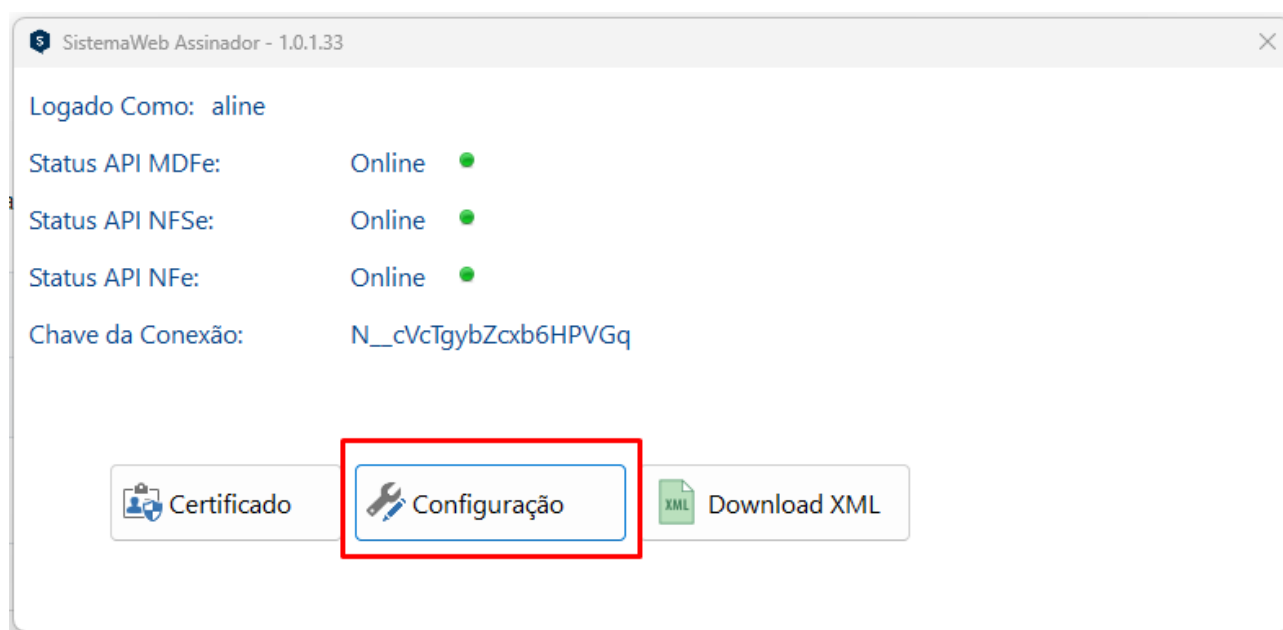 SistemaWeb Assinador - 1.0.1.33
Logado Como: aline
Status API MDFe: Online
Status API NFSe: Online
Status API NFe: Online
Chave da Conexão: N__cVcTgybZcxb6HPVGq
Certificado Configuração XML Download XML